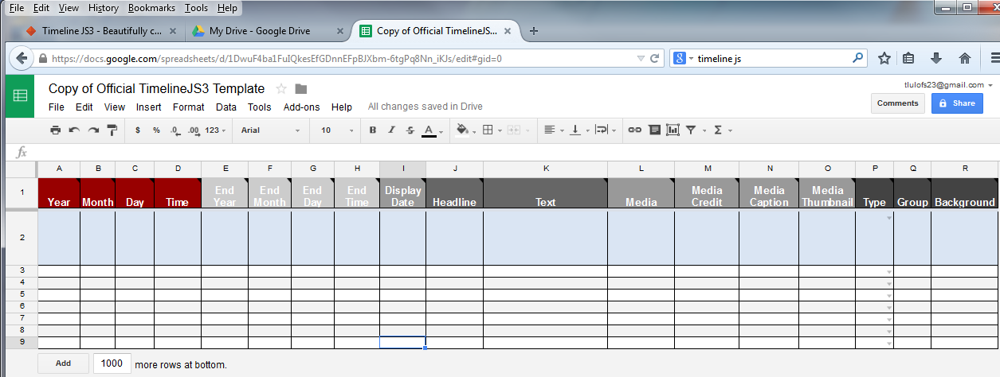 File Edit View History Bookmarks Tools Help
Timeline JS3 - Beautifully c... × My Drive - Google Drive × Copy of Official TimelineJS... × +
https://docs.google.com/spreadsheets/d/1DwuF4ba1FuIQkesEfGDnnEFpBJXbm-6tgPq8Nn_iKJs/edit#gid=0 8 timeline js
Copy of Official TimelineJS3 Template tlulofs23@gmail.com
File Edit View Insert Format Data Tools Add-ons Help All changes saved in Drive Comments Share
$ % .0 .00 123 Arial 10 B I S A Σ
fx
A B C D E F G H I J K L M N O P Q R
1 Year Month Day Time End Year End Month End Day End Time Display Date Headline Text Media Media Credit Media Caption Media Thumbnail Type Group Background
2
3
4
5
6
7
8
9
Add 1000 more rows at bottom.